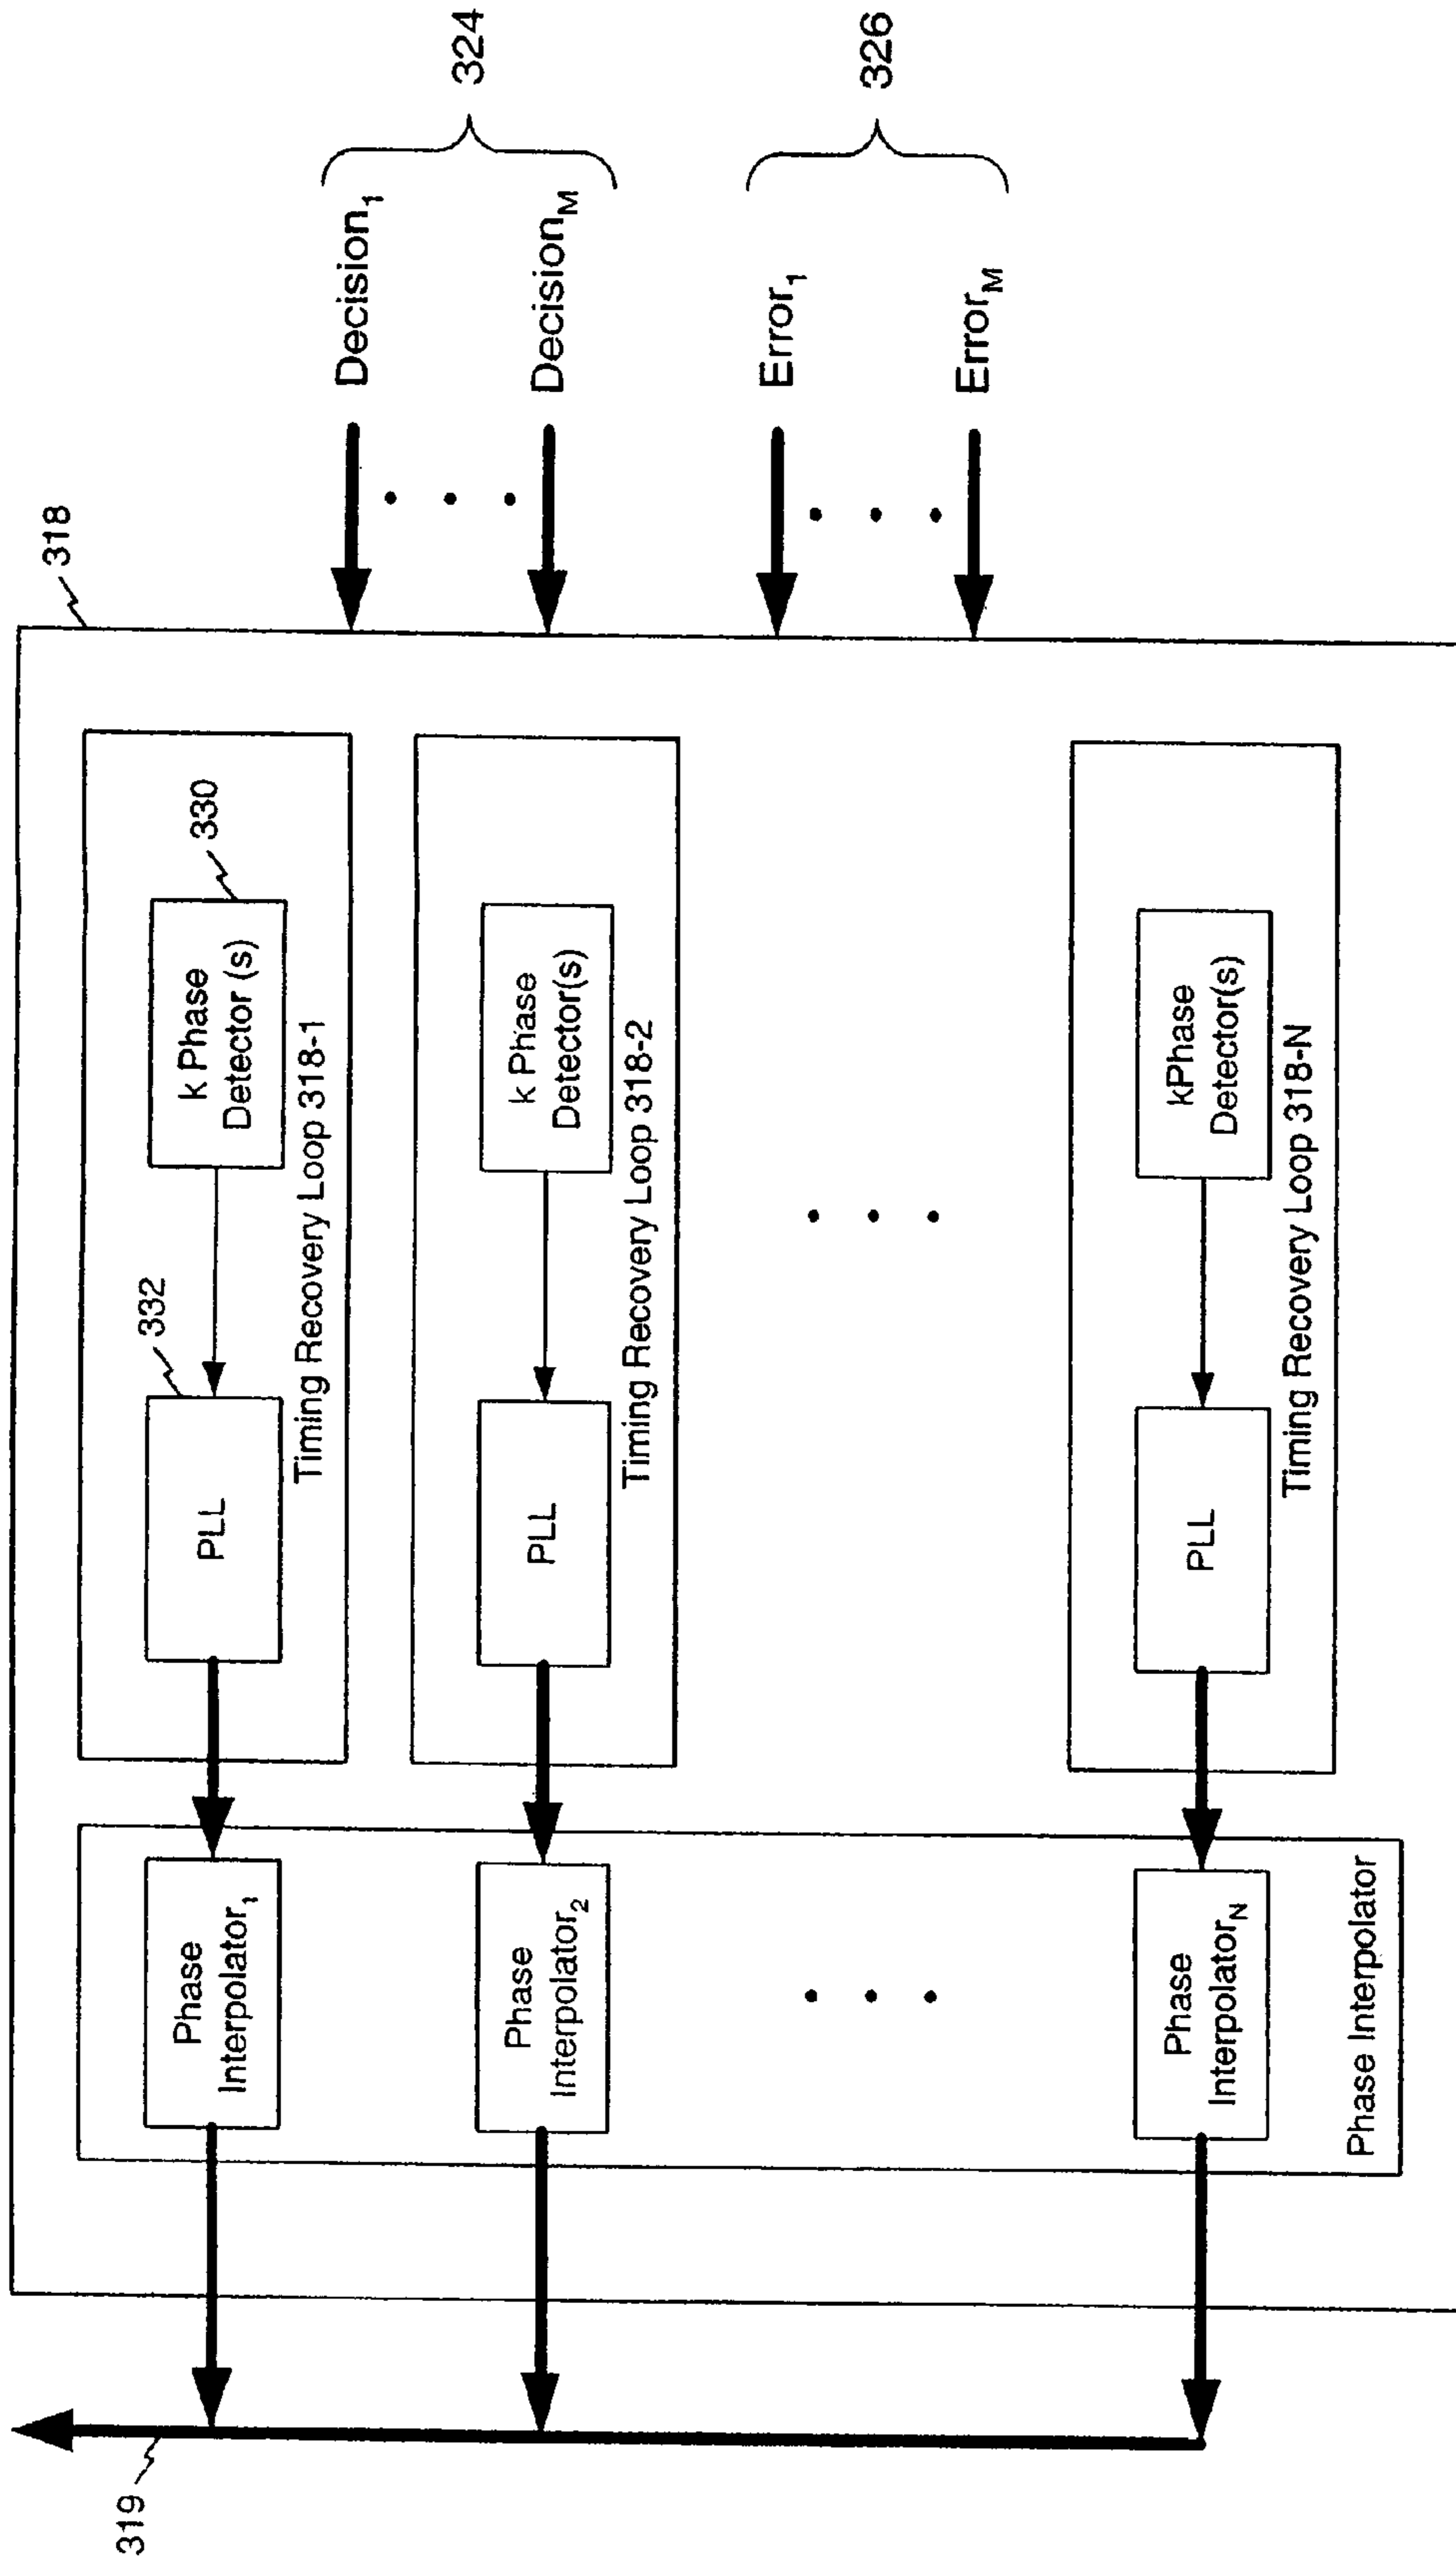 318
324
Decision1
DecisionM
326
Error1
ErrorM
330
k Phase
Detector (s)
332
PLL
Timing Recovery Loop 318-1
k Phase
Detector(s)
PLL
Timing Recovery Loop 318-2
kPhase
Detector(s)
PLL
Timing Recovery Loop 318-N
Phase
Interpolator1
Phase
Interpolator2
Phase
InterpolatorN
Phase Interpolator
319